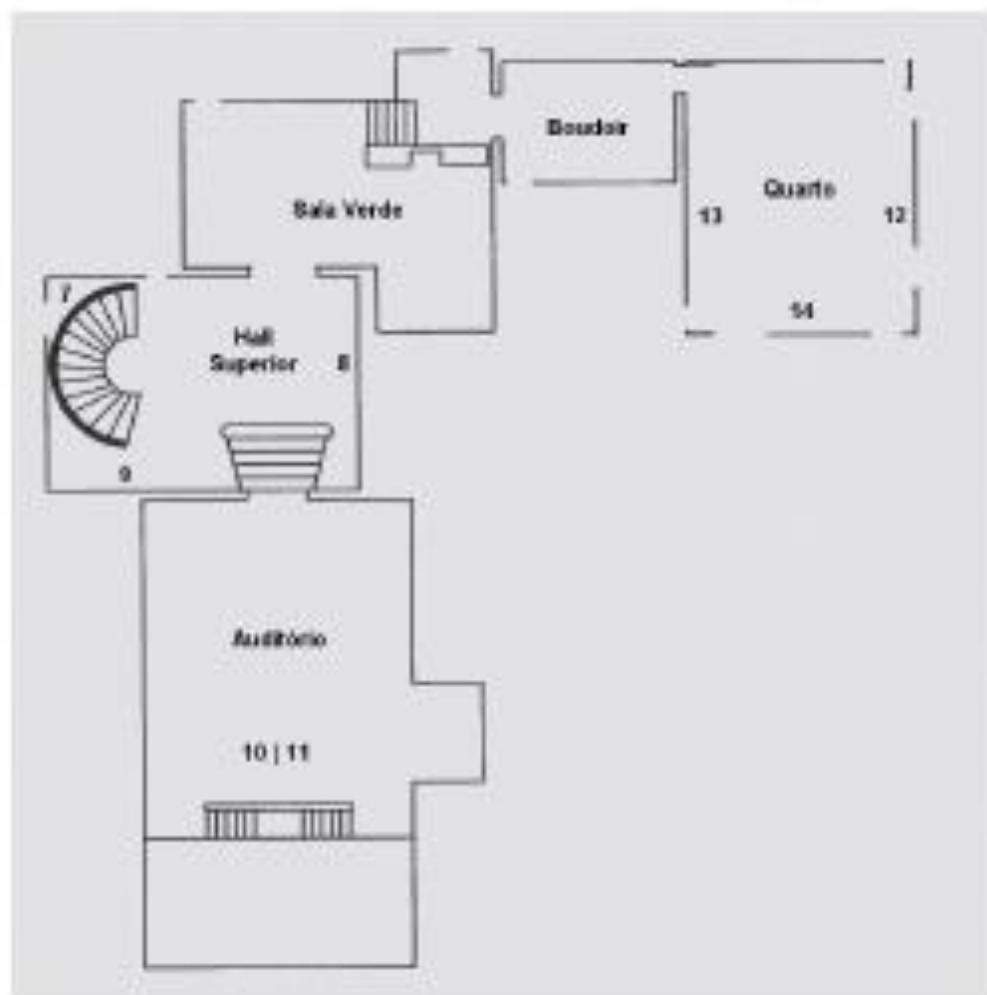 Boudoir
Quarto
Sala Verde
13
12
14
7
Hall
Superior
8
9
Auditório
10 | 11